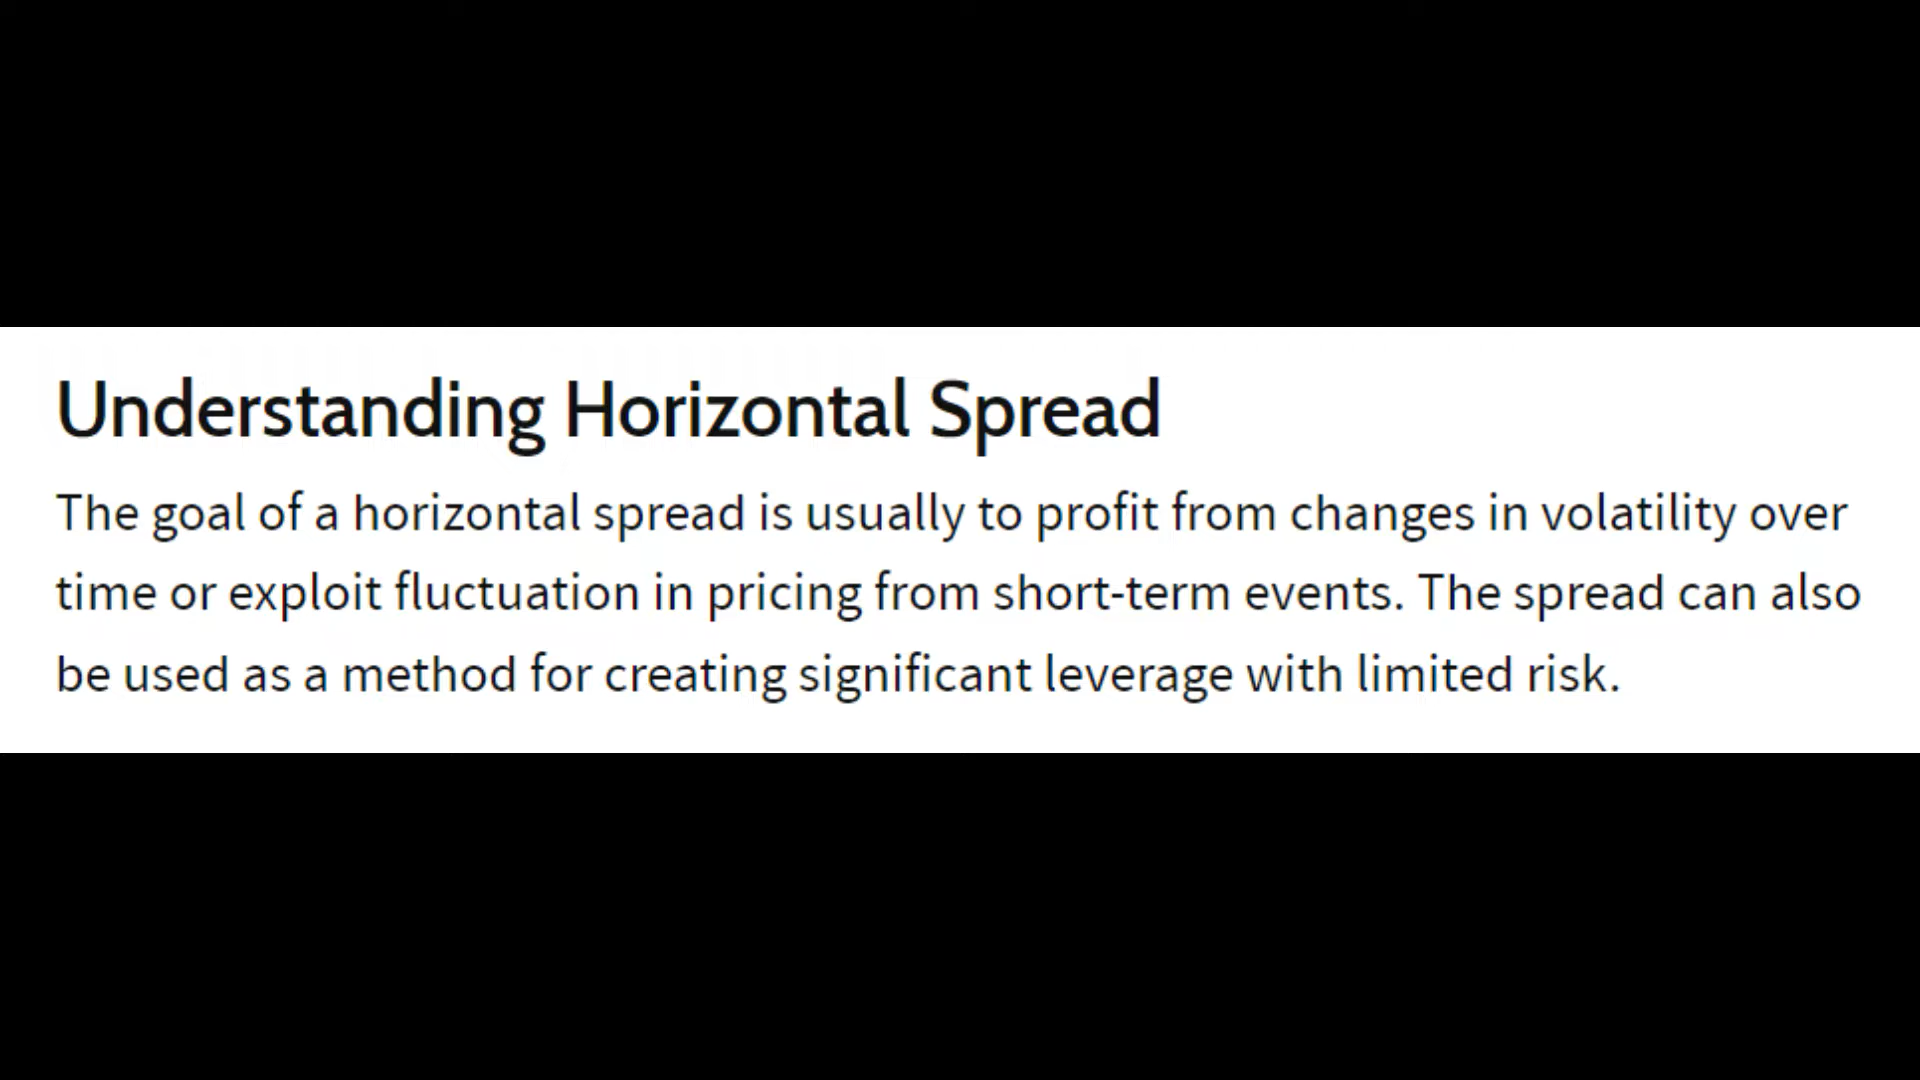 Understanding Horizontal Spread
The goal of a horizontal spread is usually to profit from changes in volatility over
time or exploit fluctuation in pricing from short-term events. The spread can also
be used as a method for creating significant leverage with limited risk.